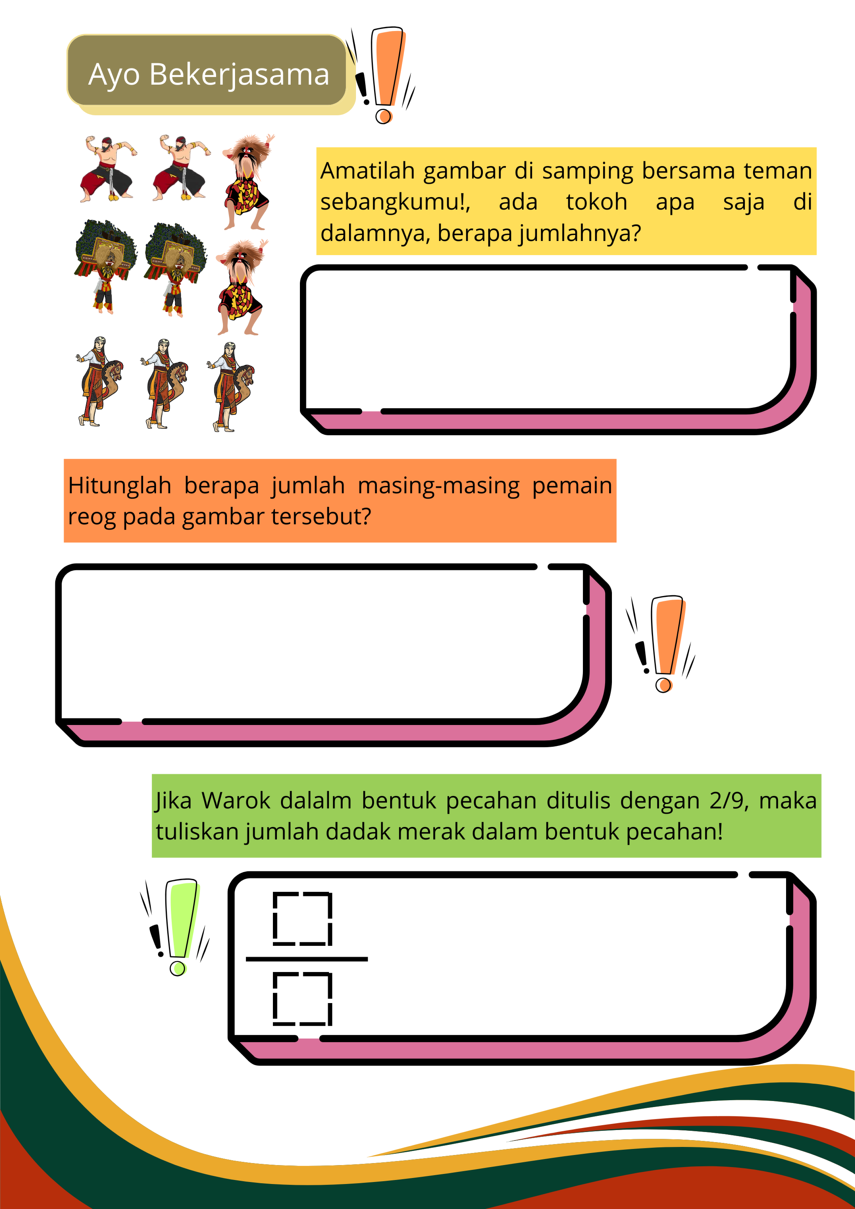 Ayo Bekerjasama
Amatilah gambar di samping bersama teman
sebangkumu!, ada tokoh apa saja di
dalamnya, berapa jumlahnya?
Hitunglah berapa jumlah masing-masing pemain
reog pada gambar tersebut?
Jika Warok dalalm bentuk pecahan ditulis dengan 2/9, maka
tuliskan jumlah dadak merak dalam bentuk pecahan!